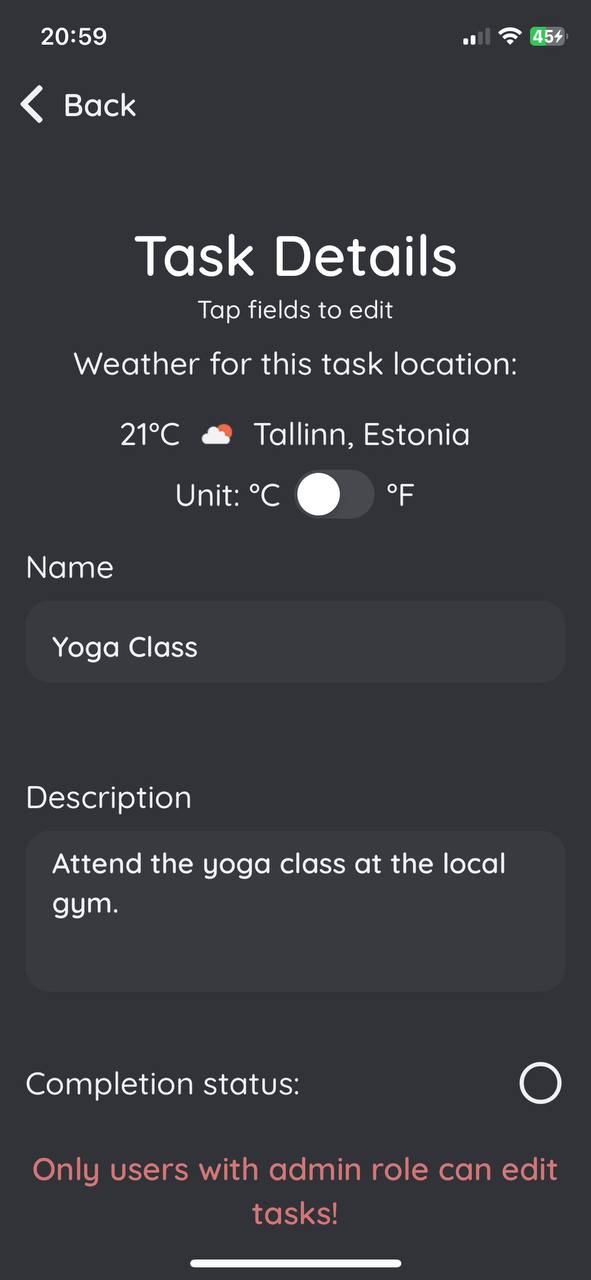 20:59
45
Back
Task Details
Tap fields to edit
Weather for this task location:
21°C Tallinn, Estonia
Unit: °C °F
Name
Yoga Class
Description
Attend the yoga class at the local
gym.
Completion status:
Only users with admin role can edit
tasks!